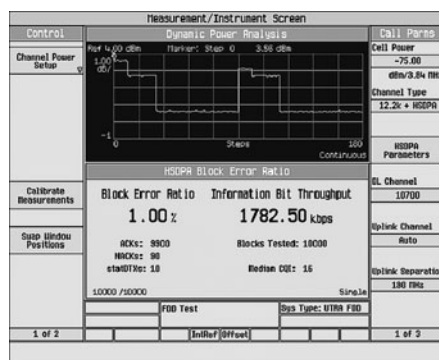 Measurement/Instrument Screen
Control
Dynamic Power Analysis
Call Parms
Channel Power
Setup
Ref 4.00 dBm
Marker: Step 0
3.56 dBm
1.00
dB/
-1
0
Steps
180
Continuous
Cell Power
-75.00
dBm/3.84 MHz
Channel Type
12.2k + HSDPA
HSDPA
Parameters
HSDPA Block Error Ratio
Calibrate
Measurements
Swap Window
Positions
Block Error Ratio
Information Bit Throughput
1.00 %
1782.50 kbps
ACKs: 9900
Blocks Tested: 10000
NACKs: 90
statDTXs: 10
Median CQI: 16
10000 /10000
Single
DL Channel
10700
Uplink Channel
Auto
Uplink Separatio
190 MHz
FDD Test
Sys Type: UTRA FDD
1 of 2
IntRef
Offset
1 of 3